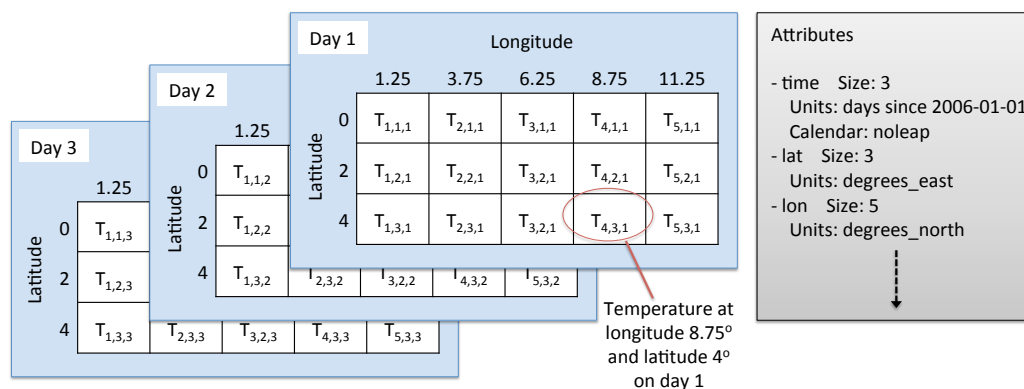 Day 1
Longitude
1.25 3.75 6.25 8.75 11.25
Latitude
0 T1,1,1 T2,1,1 T3,1,1 T4,1,1 T5,1,1
2 T1,2,1 T2,2,1 T3,2,1 T4,2,1 T5,2,1
4 T1,3,1 T2,3,1 T3,2,1 T4,3,1 T5,3,1
Day 2
1.25
Latitude
0 T1,1,2
2 T1,2,2
4 T1,3,2 T2,3,2 T3,2,2 T4,3,2 T5,3,2
Day 3
1.25
Latitude
0 T1,1,3
2 T1,2,3
4 T1,3,3 T2,3,3 T3,2,3 T4,3,3 T5,3,3
Temperature at
longitude 8.75º
and latitude 4º
on day 1
Attributes
- time Size: 3
Units: days since 2006-01-01
Calendar: noleap
- lat Size: 3
Units: degrees_east
- lon Size: 5
Units: degrees_north